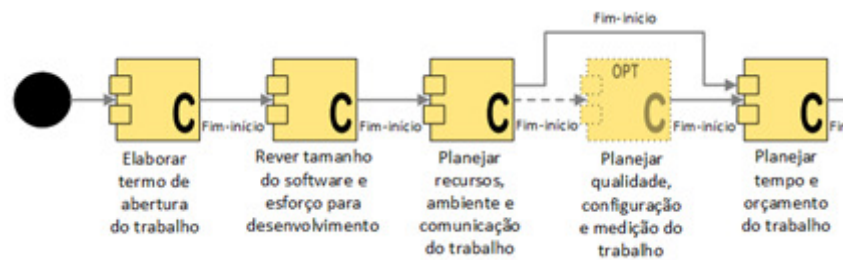 Fim-início
OPT
C
C
C
C
C
Fim-início
Fim-início
Fim-início
Fim-início
Elaborar
termo de
abertura
do trabalho
Rever tamanho
do software e
esforço para
desenvolvimento
Planejar
recursos,
ambiente e
comunicação
do trabalho
Planejar
qualidade,
configuração
e medição do
trabalho
Planejar
tempo e
orçamento
do trabalho